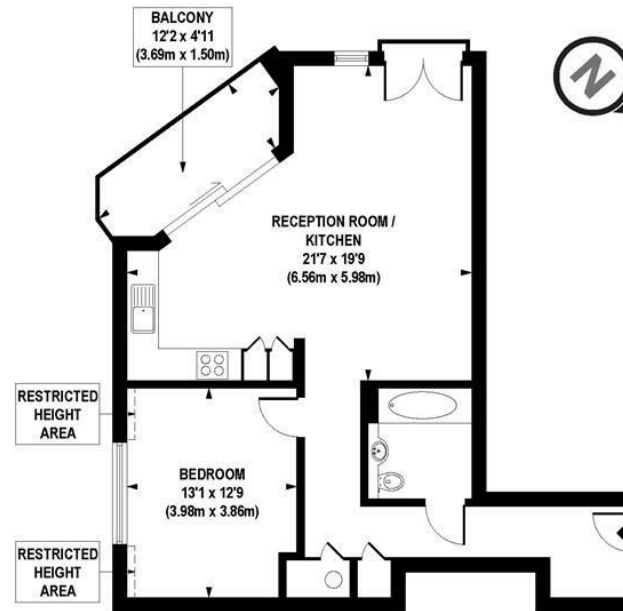 BALCONY
12'2 x 4'11
(3.69m x 1.50m)
N
RECEPTION ROOM /
KITCHEN
21'7 x 19'9
(6.56m x 5.98m)
RESTRICTED
HEIGHT
AREA
BEDROOM
13'1 x 12'9
(3.98m x 3.86m)
RESTRICTED
HEIGHT
AREA